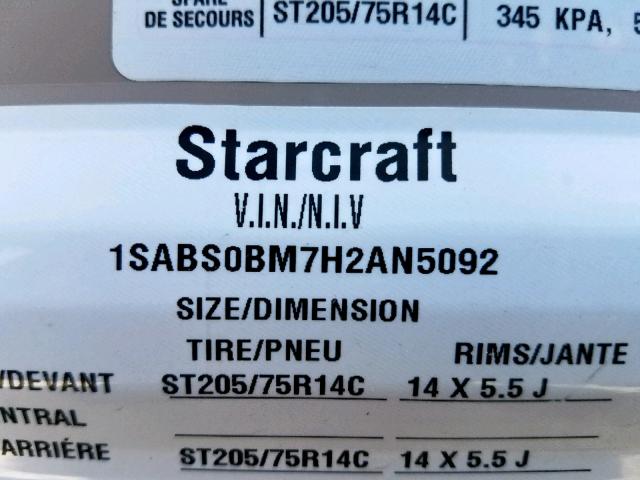 DE SECOURS ST205/75R14C 345 KPA,
Starcraft
V.I.N./N.I.V
1SABS0BM7H2AN5092
SIZE/DIMENSION
TIRE/PNEU RIMS/JANTE
/DEVANT ST205/75R14C 14 X 5.5 J
NTRAL
ARRIÉRE ST205/75R14C 14 X 5.5 J